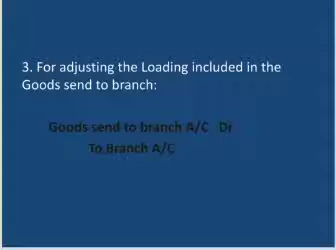 3. For adjusting the Loading included in the
Goods send to branch:
Goods send to branch A/C Dr
To Branch A/C